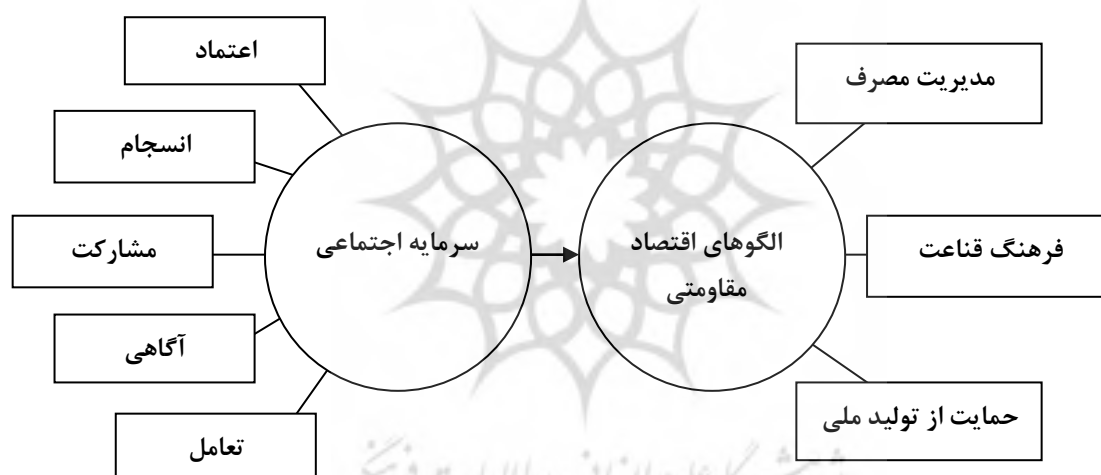 اعتماد
مدیریت مصرف
انسجام
مشارکت
سرمایه اجتماعی
الگوهای اقتصاد
مقاومتی
فرهنگ قناعت
آگاهی
حمایت از تولید ملی
تعامل